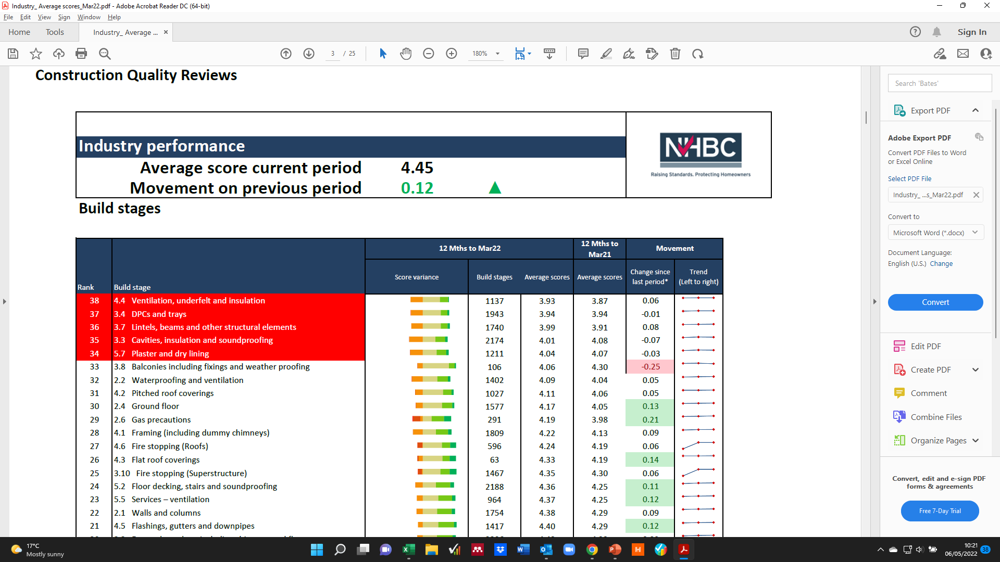 Industry_ Average scores_Mar22.pdf - Adobe Acrobat Reader DC (64-bit)
File Edit View Sign Window Help
Home Tools Industry_ Average ... × Sign In
3 / 25 180%
Construction Quality Reviews
Industry performance
Average score current period 4.45
Movement on previous period 0.12 ▲
NHBC
Raising Standards. Protecting Homeowners
Build stages
12 Mths to Mar22 12 Mths to Mar21 Movement
Rank Build stage Score variance Build stages Average scores Average scores Change since last period* Trend (Left to right)
38 4.4 Ventilation, underfelt and insulation 1137 3.93 3.87 0.06
37 3.4 DPCs and trays 1943 3.94 3.94 -0.01
36 3.7 Lintels, beams and other structural elements 1740 3.99 3.91 0.08
35 3.3 Cavities, insulation and soundproofing 2174 4.01 4.08 -0.07
34 5.7 Plaster and dry lining 1211 4.04 4.07 -0.03
33 3.8 Balconies including fixings and weather proofing 106 4.06 4.30 -0.25
32 2.2 Waterproofing and ventilation 1402 4.09 4.04 0.05
31 4.2 Pitched roof coverings 1027 4.11 4.06 0.05
30 2.4 Ground floor 1577 4.17 4.05 0.13
29 2.6 Gas precautions 291 4.19 3.98 0.21
28 4.1 Framing (including dummy chimneys) 1809 4.22 4.13 0.09
27 4.6 Fire stopping (Roofs) 596 4.24 4.19 0.06
26 4.3 Flat roof coverings 63 4.33 4.19 0.14
25 3.10 Fire stopping (Superstructure) 1467 4.35 4.30 0.06
24 5.2 Floor decking, stairs and soundproofing 2188 4.36 4.25 0.11
23 5.5 Services – ventilation 964 4.37 4.25 0.12
22 2.1 Walls and columns 1754 4.38 4.29 0.09
21 4.5 Flashings, gutters and downpipes 1417 4.40 4.29 0.12
Search 'Bates'
Export PDF
Adobe Export PDF
Convert PDF Files to Word
or Excel Online
Select PDF File
Industry_ ...s_Mar22.pdf
Convert to
Microsoft Word (*.docx)
Document Language:
English (U.S.) Change
Convert
Edit PDF
Create PDF
Comment
Combine Files
Organize Pages
Convert, edit and e-sign PDF
forms & agreements
Free 7-Day Trial
17°C
Mostly sunny
10:21
06/05/2022
38